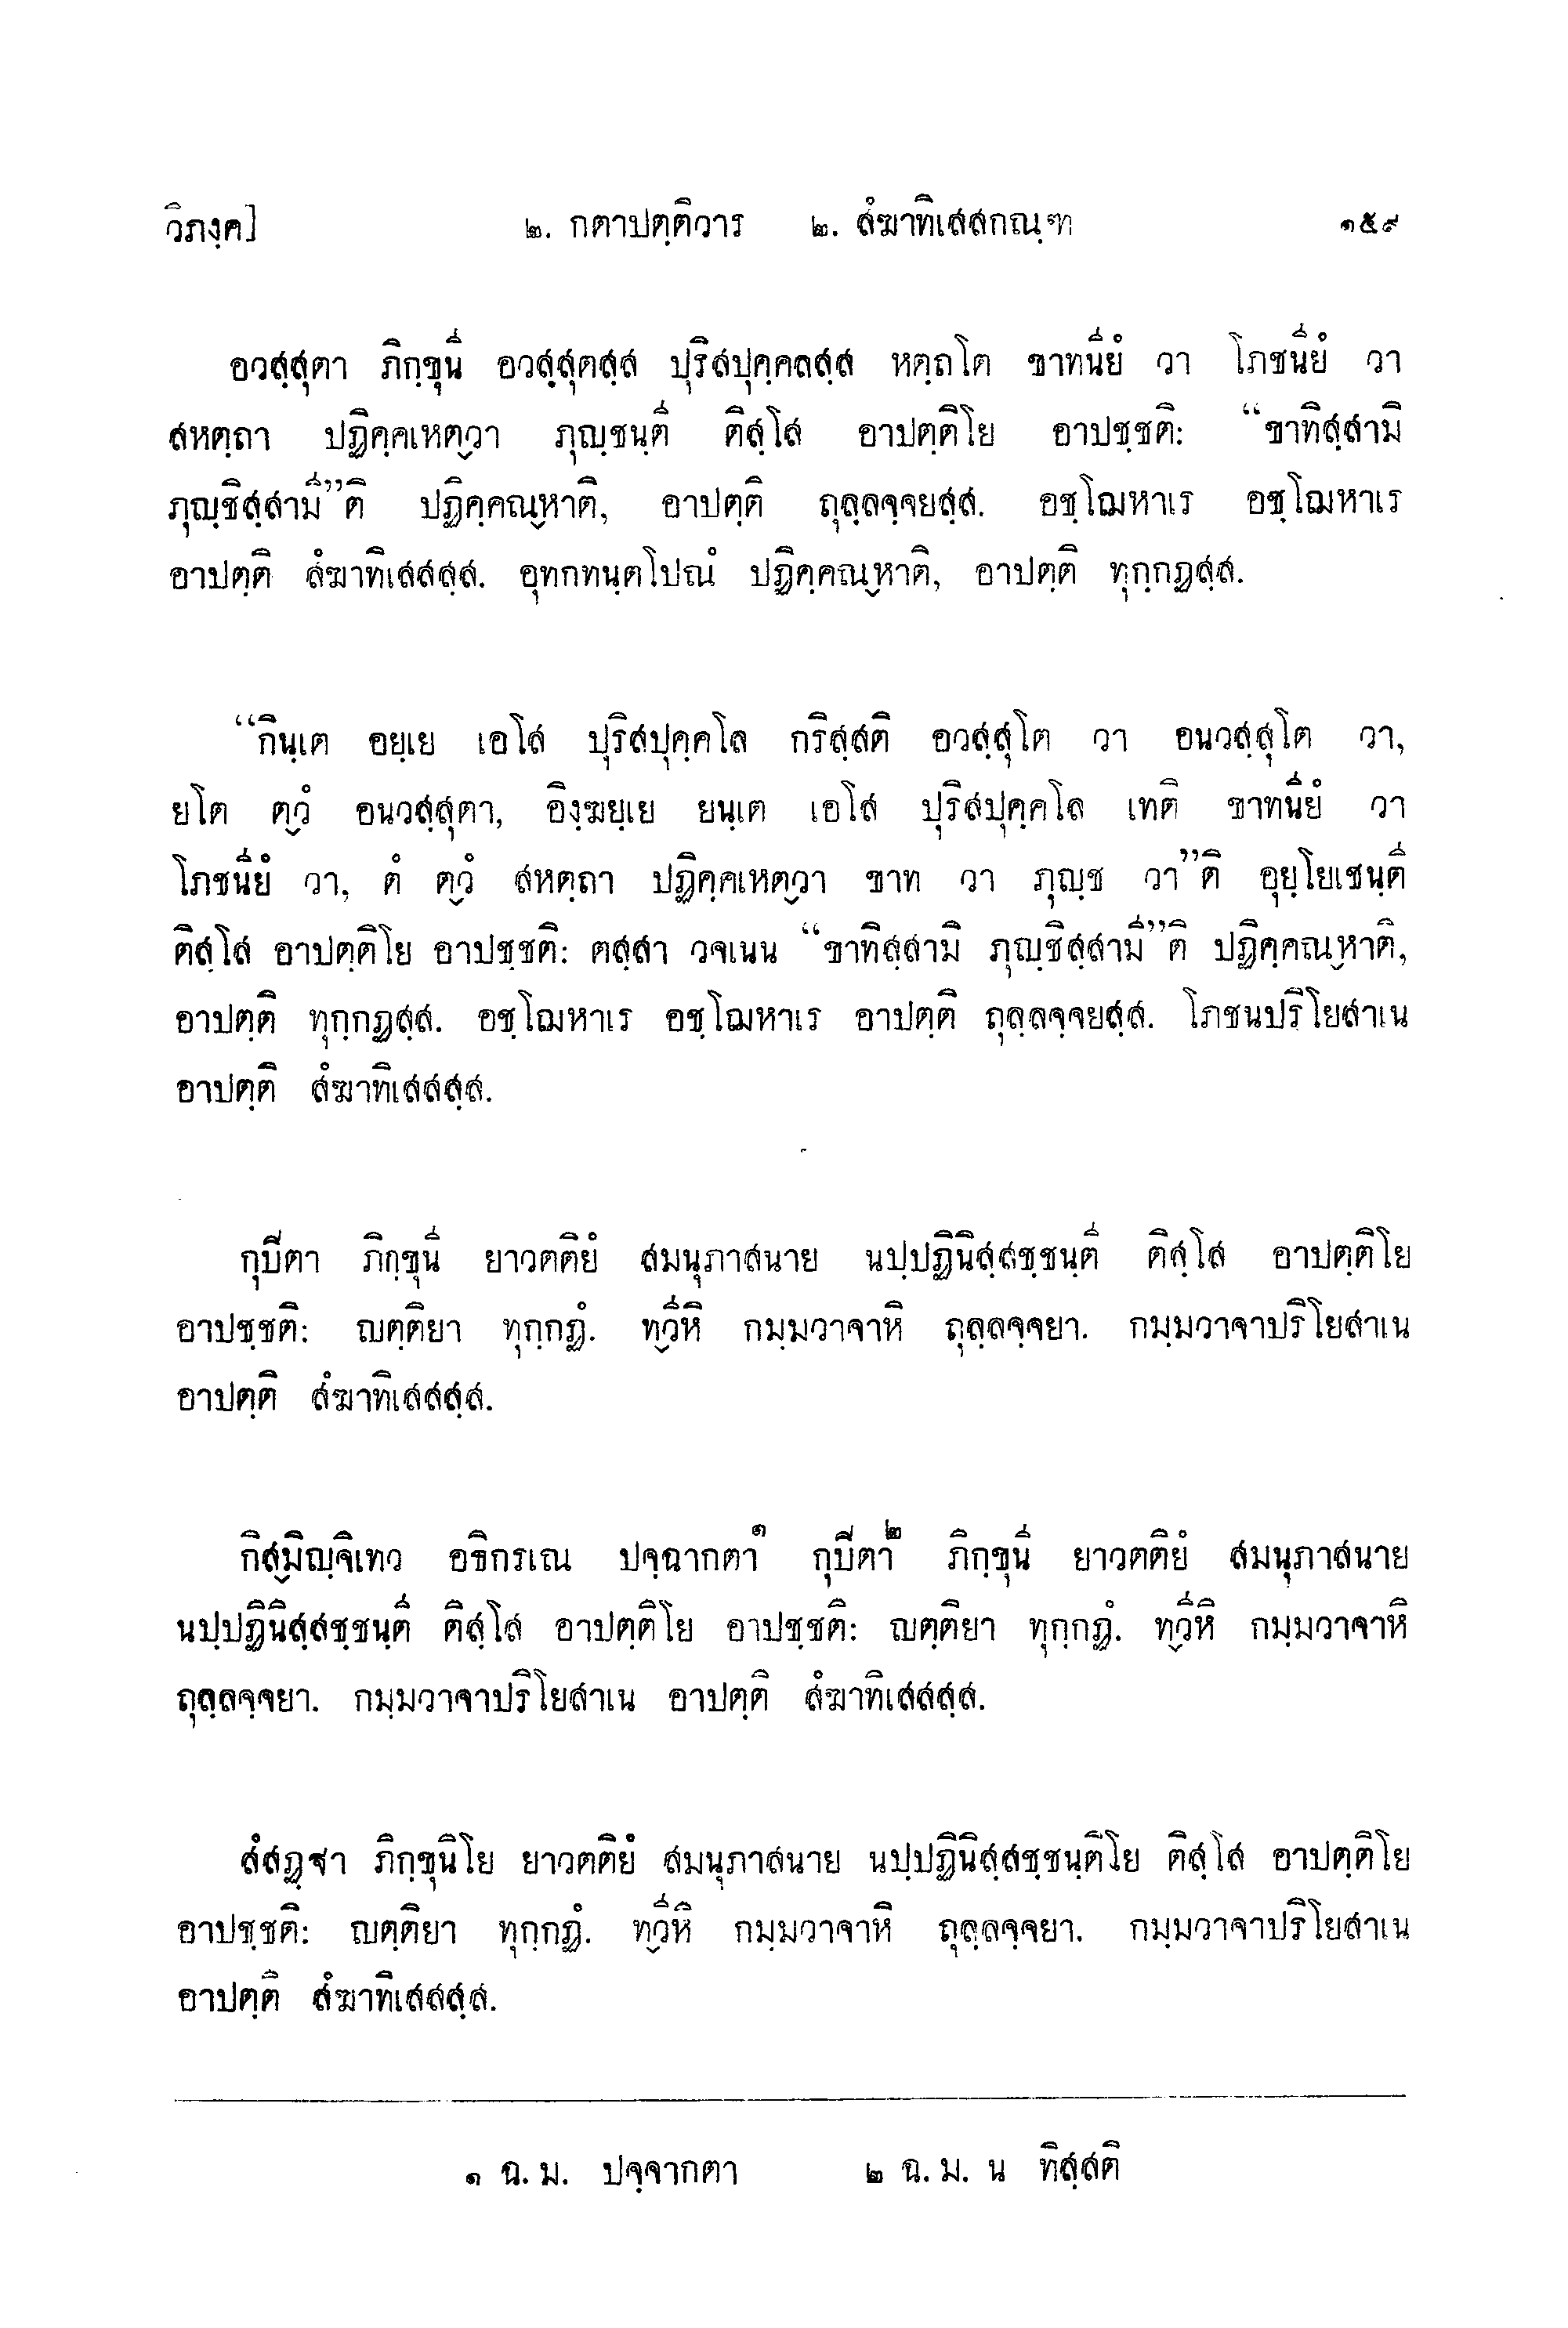 วิภงฺค]  ๒. กตาปตฺติวาร  ๒. สํฆาทิเสสกณฺฑ  ๑๕๙
อวสฺสุตา ภิกฺขุนี อวสฺสุตสฺส ปุริสปุคฺคลสฺส หตฺถโต ขาทนียํ วา โภชนียํ วา
สหตฺถา ปฏิคฺคเหตฺวา ภุญฺชนฺตี ติสฺโส อาปตฺติโย อาปชฺชติ: “ขาทิสฺสามิ
ภุญฺชิสฺสามี”ติ ปฏิคฺคณฺหาติ, อาปตฺติ ถุลฺลจฺจยสฺส. อชฺโฌหาเร อชฺโฌหาเร
อาปตฺติ สํฆาทิเสสสฺส. อุทกทนฺตโปณํ ปฏิคฺคณฺหาติ, อาปตฺติ ทุกฺกฏสฺส.
“กินฺเต อยฺเย เอโส ปุริสปุคฺคโล กริสฺสติ อวสฺสุโต วา อนวสฺสุโต วา,
ยโต ตฺวํ อนวสฺสุตา, อิงฺฆยฺเย ยนฺเต เอโส ปุริสปุคฺคโล เทติ ขาทนียํ วา
โภชนียํ วา, ตํ ตฺวํ สหตฺถา ปฏิคฺคเหตฺวา ขาท วา ภุญฺช วา”ติ อุยฺโยเชนฺตี
ติสฺโส อาปตฺติโย อาปชฺชติ: ตสฺสา วจเนน “ขาทิสฺสามิ ภุญฺชิสฺสามี”ติ ปฏิคฺคณฺหาติ,
อาปตฺติ ทุกฺกฏสฺส. อชฺโฌหาเร อชฺโฌหาเร อาปตฺติ ถุลฺลจฺจยสฺส. โภชนปริโยสาเน
อาปตฺติ สํฆาทิเสสสฺส.
กุปิตา ภิกฺขุนี ยาวตติยํ สมนุภาสนาย นปฺปฏินิสฺสชฺชนฺตี ติสฺโส อาปตฺติโย
อาปชฺชติ: ญตฺติยา ทุกฺกฏํ. ทฺวีหิ กมฺมวาจาหิ ถุลฺลจฺจยา. กมฺมวาจาปริโยสาเน
อาปตฺติ สํฆาทิเสสสฺส.
กิสฺมิญฺจิเทว อธิกรเณ ปจฺฉากตา๑ กุปิตา๒ ภิกฺขุนี ยาวตติยํ สมนุภาสนาย
นปฺปฏินิสฺสชฺชนฺตี ติสฺโส อาปตฺติโย อาปชฺชติ: ญตฺติยา ทุกฺกฏํ. ทฺวีหิ กมฺมวาจาหิ
ถุลฺลจฺจยา. กมฺมวาจาปริโยสาเน อาปตฺติ สํฆาทิเสสสฺส.
สํสฏฺฐา ภิกฺขุนิโย ยาวตติยํ สมนุภาสนาย นปฺปฏินิสฺสชฺชนฺติโย ติสฺโส อาปตฺติโย
อาปชฺชติ: ญตฺติยา ทุกฺกฏํ. ทฺวีหิ กมฺมวาจาหิ ถุลฺลจฺจยา. กมฺมวาจาปริโยสาเน
อาปตฺติ สํฆาทิเสสสฺส.
๑ ฉ. ม. ปจฺจากตา  ๒ ฉ. ม. น ทิสฺสติ